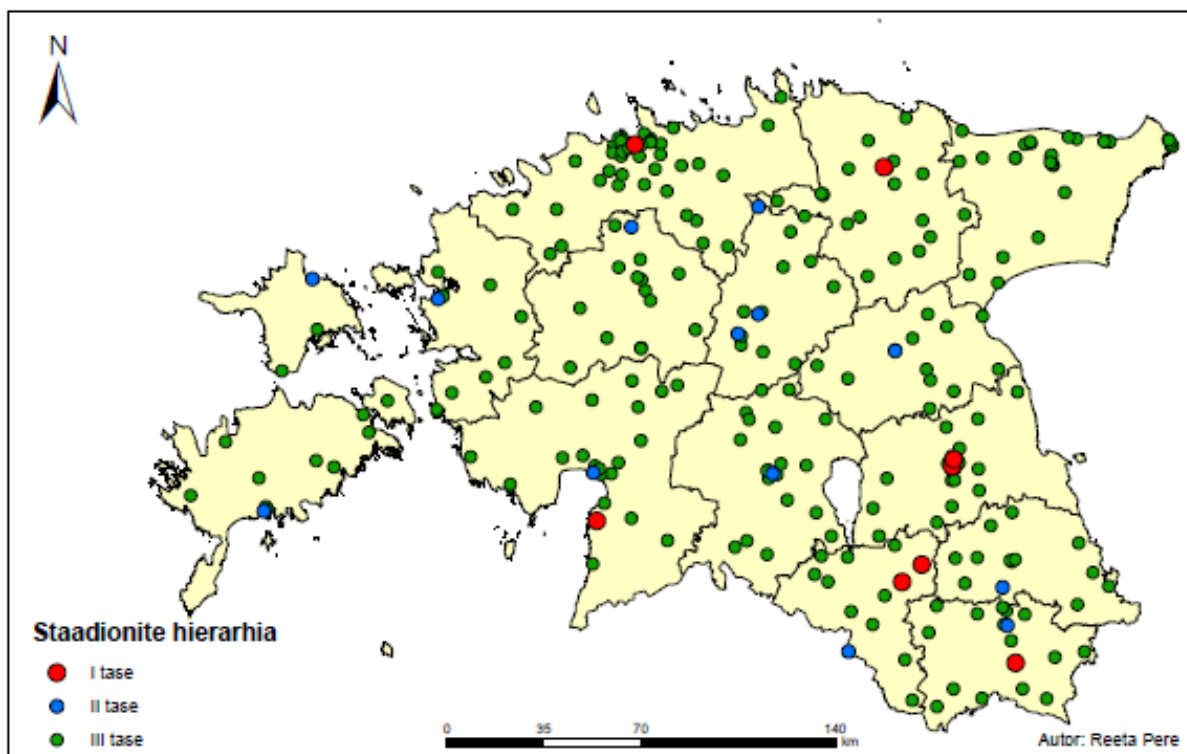 N
Staadionite hierarhia
I tase
II tase
III tase
0 35 70 140
km
Autor: Reeta Pere